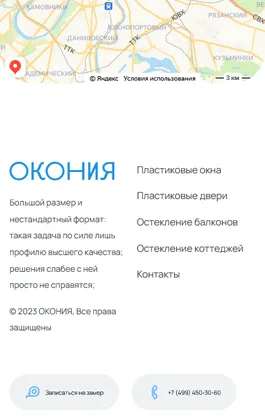 ХАМОВНИКИ
РЯЗАНСКИЙ
ЮЖНОПОРТОВЫЙ
ДАНИЛОВСКИЙ
ТТК
ТТК
ЮВХ
КУЗЬМИНКИ
АДЕМИЧЕСКИЙ
© Яндекс Условия использования
3 км
ОКОНИЯ
Большой размер и
нестандартный формат:
такая задача по силе лишь
профилю высшего качества;
решения слабее с ней
просто не справятся;
© 2023 ОКОНИЯ, Все права
защищены
Пластиковые окна
Пластиковые двери
Остекление балконов
Остекление коттеджей
Контакты
Записаться на замер
+7 (499) 450-30-60